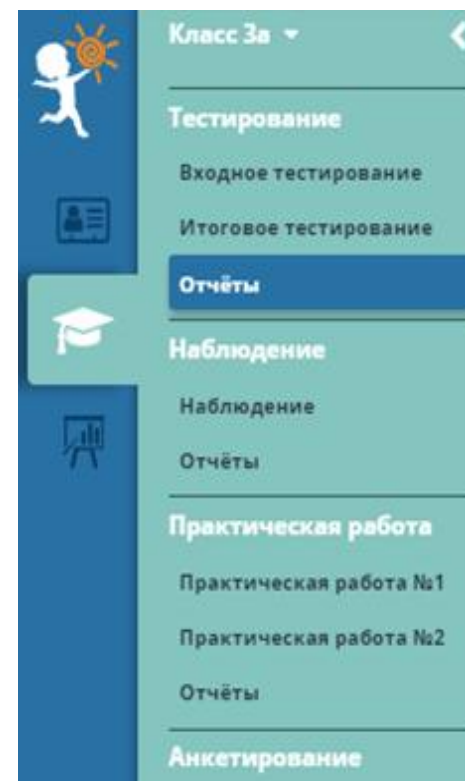 Класс 3а
Тестирование
Входное тестирование
Итоговое тестирование
Отчёты
Наблюдение
Наблюдение
Отчёты
Практическая работа
Практическая работа №1
Практическая работа №2
Отчёты
Анкетирование